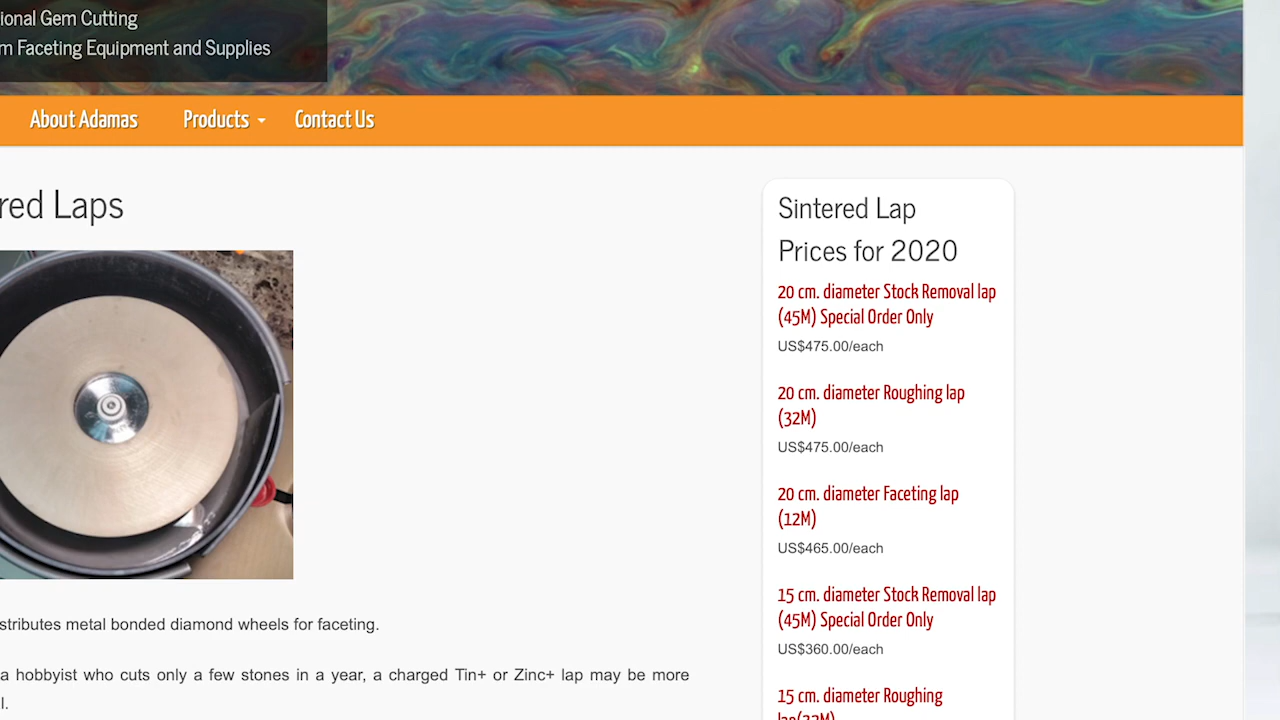 ional Gem Cutting
m Faceting Equipment and Supplies
About Adamas Products Contact Us
red Laps
stributes metal bonded diamond wheels for faceting.
a hobbyist who cuts only a few stones in a year, a charged Tin+ or Zinc+ lap may be more
l.
Sintered Lap
Prices for 2020
20 cm. diameter Stock Removal lap
(45M) Special Order Only
US$475.00/each
20 cm. diameter Roughing lap
(32M)
US$475.00/each
20 cm. diameter Faceting lap
(12M)
US$465.00/each
15 cm. diameter Stock Removal lap
(45M) Special Order Only
US$360.00/each
15 cm. diameter Roughing
lap(32M)